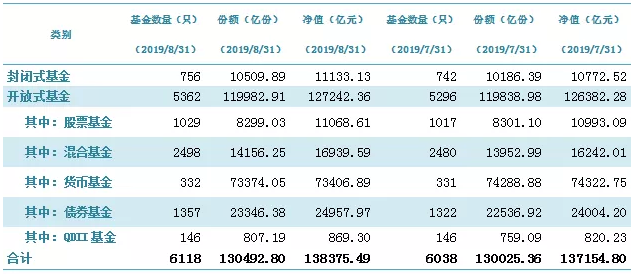 类别 基金数量（只） 份额（亿份） 净值（亿元） 基金数量（只） 份额（亿份） 净值（亿元）
（2019/8/31） （2019/8/31） （2019/8/31） （2019/7/31） （2019/7/31） （2019/7/31）
封闭式基金 756 10509.89 11133.13 742 10186.39 10772.52
开放式基金 5362 119982.91 127242.36 5296 119838.98 126382.28
其中：股票基金 1029 8299.03 11068.61 1017 8301.10 10993.09
其中：混合基金 2498 14156.25 16939.59 2480 13952.99 16242.01
其中：货币基金 332 73374.05 73406.89 331 74288.88 74322.75
其中：债券基金 1357 23346.38 24957.97 1322 22536.92 24004.20
其中：QDII基金 146 807.19 869.30 146 759.09 820.23
合计 6118 130492.80 138375.49 6038 130025.36 137154.80